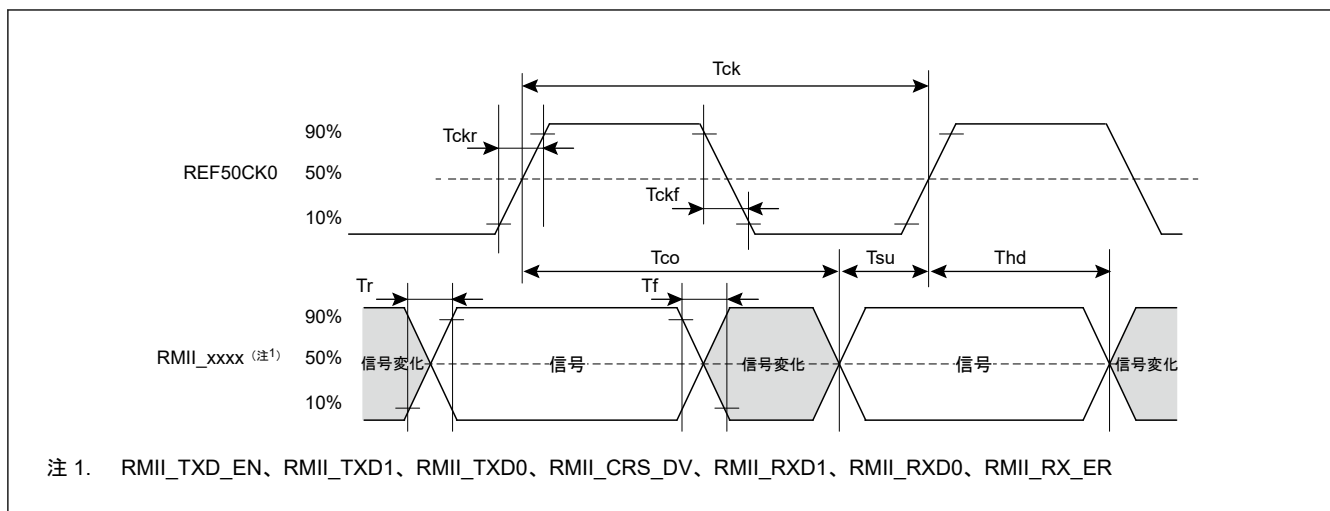 Tck
90%
Tckr
REF50CK0 50%
Tckf
10%
Tco Tsu Thd
Tr Tf
90%
RMII_xxxx (注1) 50% 信号変化 信号 信号変化 信号 信号変化
10%
注 1. RMII_TXD_EN、RMII_TXD1、RMII_TXD0、RMII_CRS_DV、RMII_RXD1、RMII_RXD0、RMII_RX_ER